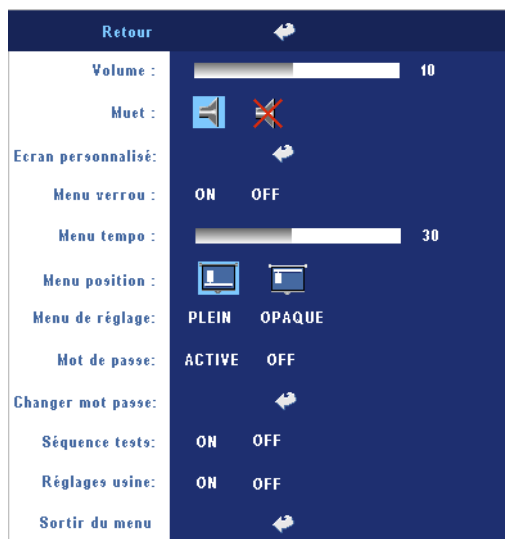 Retour
Volume : 10
Muet :
Ecran personnalisé:
Menu verrou : ON OFF
Menu tempo : 30
Menu position :
Menu de réglage: PLEIN OPAQUE
Mot de passe: ACTIVE OFF
Changer mot passe:
Séquence tests: ON OFF
Réglages usine: ON OFF
Sortir du menu